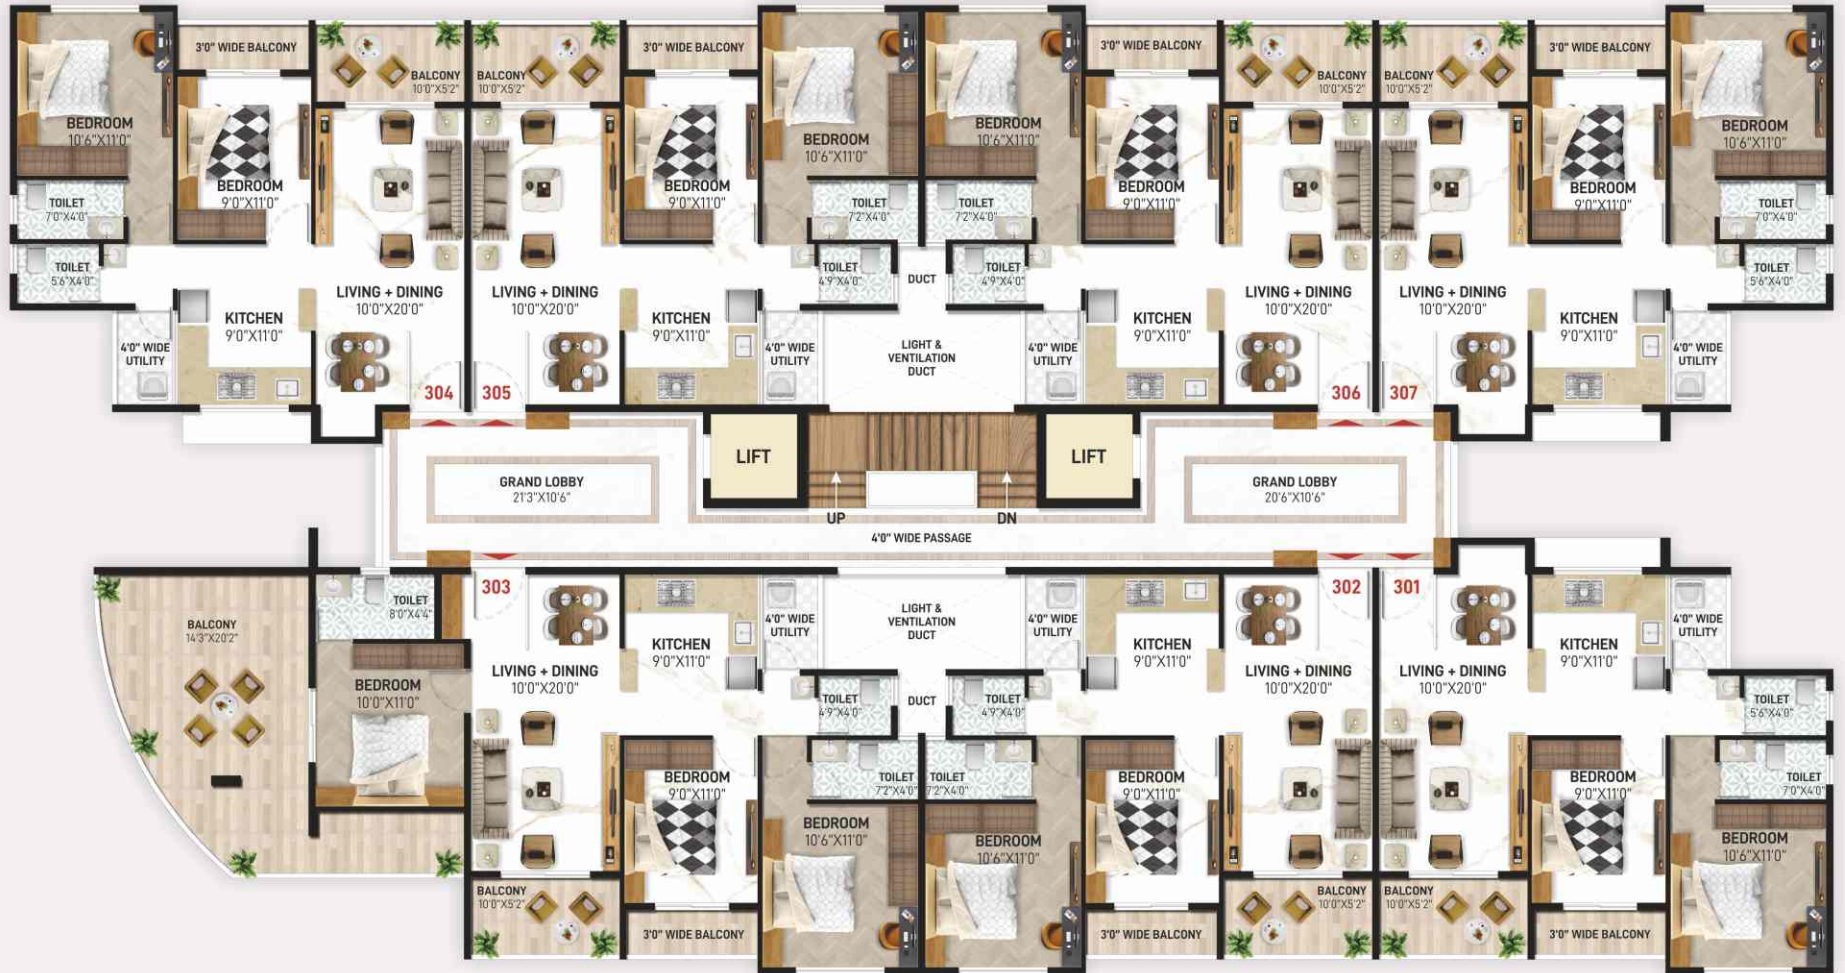 3'0" WIDE BALCONY
BALCONY
10'0"X5'2"
BALCONY
10'0"X5'2"
3'0" WIDE BALCONY
3'0" WIDE BALCONY
BALCONY
10'0"X5'2"
BALCONY
10'0"X5'2"
3'0" WIDE BALCONY
BEDROOM
10'6"X11'0"
BEDROOM
9'0"X11'0"
BEDROOM
9'0"X11'0"
BEDROOM
10'6"X11'0"
BEDROOM
10'6"X11'0"
BEDROOM
9'0"X11'0"
BEDROOM
9'0"X11'0"
BEDROOM
10'6"X11'0"
TOILET
7'0"X4'0"
TOILET
7'2"X4'0"
TOILET
7'2"X4'0"
TOILET
7'0"X4'0"
TOILET
5'6"X4'0"
TOILET
4'9"X4'0"
DUCT
TOILET
4'9"X4'0"
TOILET
5'6"X4'0"
LIVING + DINING
10'0"X20'0"
LIVING + DINING
10'0"X20'0"
LIVING + DINING
10'0"X20'0"
LIVING + DINING
10'0"X20'0"
KITCHEN
9'0"X11'0"
KITCHEN
9'0"X11'0"
KITCHEN
9'0"X11'0"
KITCHEN
9'0"X11'0"
4'0" WIDE
UTILITY
4'0" WIDE
UTILITY
LIGHT &
VENTILATION
DUCT
4'0" WIDE
UTILITY
4'0" WIDE
UTILITY
304
305
306
307
LIFT
LIFT
GRAND LOBBY
21'3"X10'6"
GRAND LOBBY
20'6"X10'6"
UP
DN
4'0" WIDE PASSAGE
303
302
301
TOILET
8'0"X4'4"
BALCONY
14'3"X20'2"
4'0" WIDE
UTILITY
LIGHT &
VENTILATION
DUCT
4'0" WIDE
UTILITY
4'0" WIDE
UTILITY
KITCHEN
9'0"X11'0"
KITCHEN
9'0"X11'0"
KITCHEN
9'0"X11'0"
LIVING + DINING
10'0"X20'0"
LIVING + DINING
10'0"X20'0"
LIVING + DINING
10'0"X20'0"
BEDROOM
10'0"X11'0"
TOILET
4'9"X4'0"
DUCT
TOILET
4'9"X4'0"
TOILET
5'6"X4'0"
BEDROOM
9'0"X11'0"
TOILET
7'2"X4'0"
TOILET
7'2"X4'0"
BEDROOM
9'0"X11'0"
BEDROOM
9'0"X11'0"
TOILET
7'0"X4'0"
BEDROOM
10'6"X11'0"
BEDROOM
10'6"X11'0"
BEDROOM
10'6"X11'0"
BALCONY
10'0"X5'2"
BALCONY
10'0"X5'2"
BALCONY
10'0"X5'2"
3'0" WIDE BALCONY
3'0" WIDE BALCONY
3'0" WIDE BALCONY